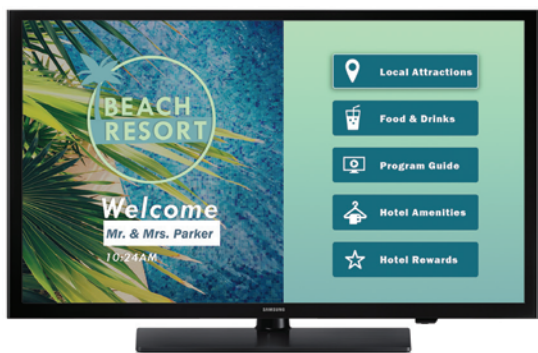 BEACH
RESORT
Welcome
Mr. & Mrs. Parker
10:24AM
Local Attractions
Food & Drinks
Program Guide
Hotel Amenities
Hotel Rewards
SAMSUNG